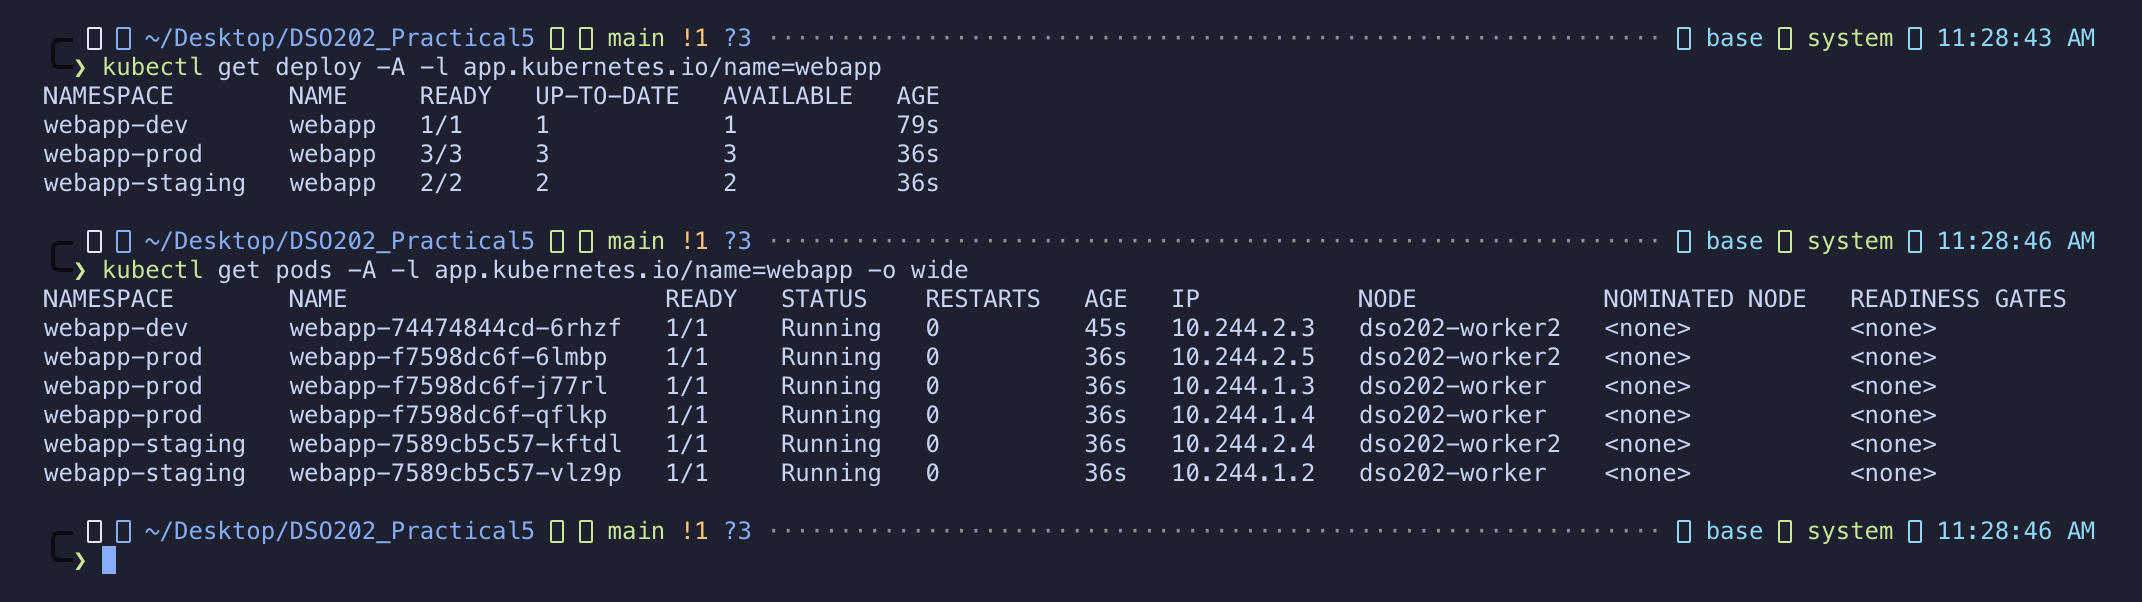 ~/Desktop/DSO202_Practical5 main !1 ?3 base system 11:28:43 AM
❯ kubectl get deploy -A -l app.kubernetes.io/name=webapp
NAMESPACE NAME READY UP-TO-DATE AVAILABLE AGE
webapp-dev webapp 1/1 1 1 79s
webapp-prod webapp 3/3 3 3 36s
webapp-staging webapp 2/2 2 2 36s
~/Desktop/DSO202_Practical5 main !1 ?3 base system 11:28:46 AM
❯ kubectl get pods -A -l app.kubernetes.io/name=webapp -o wide
NAMESPACE NAME READY STATUS RESTARTS AGE IP NODE NOMINATED NODE READINESS GATES
webapp-dev webapp-74474844cd-6rhzf 1/1 Running 0 45s 10.244.2.3 dso202-worker2 <none> <none>
webapp-prod webapp-f7598dc6f-6lmbp 1/1 Running 0 36s 10.244.2.5 dso202-worker2 <none> <none>
webapp-prod webapp-f7598dc6f-j77rl 1/1 Running 0 36s 10.244.1.3 dso202-worker <none> <none>
webapp-prod webapp-f7598dc6f-qflkp 1/1 Running 0 36s 10.244.1.4 dso202-worker <none> <none>
webapp-staging webapp-7589cb5c57-kftdl 1/1 Running 0 36s 10.244.2.4 dso202-worker2 <none> <none>
webapp-staging webapp-7589cb5c57-vlz9p 1/1 Running 0 36s 10.244.1.2 dso202-worker <none> <none>
~/Desktop/DSO202_Practical5 main !1 ?3 base system 11:28:46 AM
❯